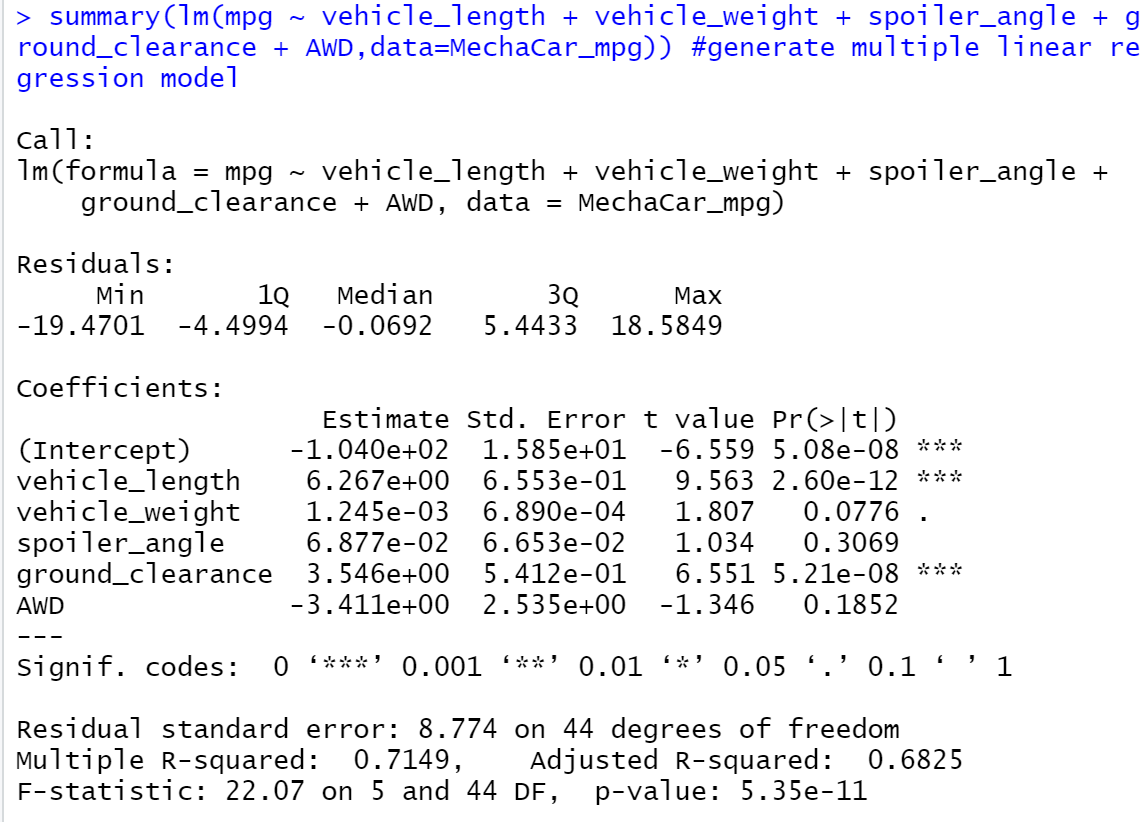 > summary(lm(mpg ~ vehicle_length + vehicle_weight + spoiler_angle + g
round_clearance + AWD,data=MechaCar_mpg)) #generate multiple linear re
gression model
Call:
lm(formula = mpg ~ vehicle_length + vehicle_weight + spoiler_angle +
    ground_clearance + AWD, data = MechaCar_mpg)
Residuals:
     Min       1Q   Median       3Q      Max
-19.4701  -4.4994  -0.0692   5.4433  18.5849
Coefficients:
                   Estimate Std. Error t value Pr(>|t|)
(Intercept)      -1.040e+02  1.585e+01  -6.559 5.08e-08 ***
vehicle_length    6.267e+00  6.553e-01   9.563 2.60e-12 ***
vehicle_weight    1.245e-03  6.890e-04   1.807   0.0776 .
spoiler_angle     6.877e-02  6.653e-02   1.034   0.3069
ground_clearance  3.546e+00  5.412e-01   6.551 5.21e-08 ***
AWD              -3.411e+00  2.535e+00  -1.346   0.1852
---
Signif. codes:  0 ‘***’ 0.001 ‘**’ 0.01 ‘*’ 0.05 ‘.’ 0.1 ‘ ’ 1
Residual standard error: 8.774 on 44 degrees of freedom
Multiple R-squared:  0.7149,    Adjusted R-squared:  0.6825
F-statistic: 22.07 on 5 and 44 DF,  p-value: 5.35e-11